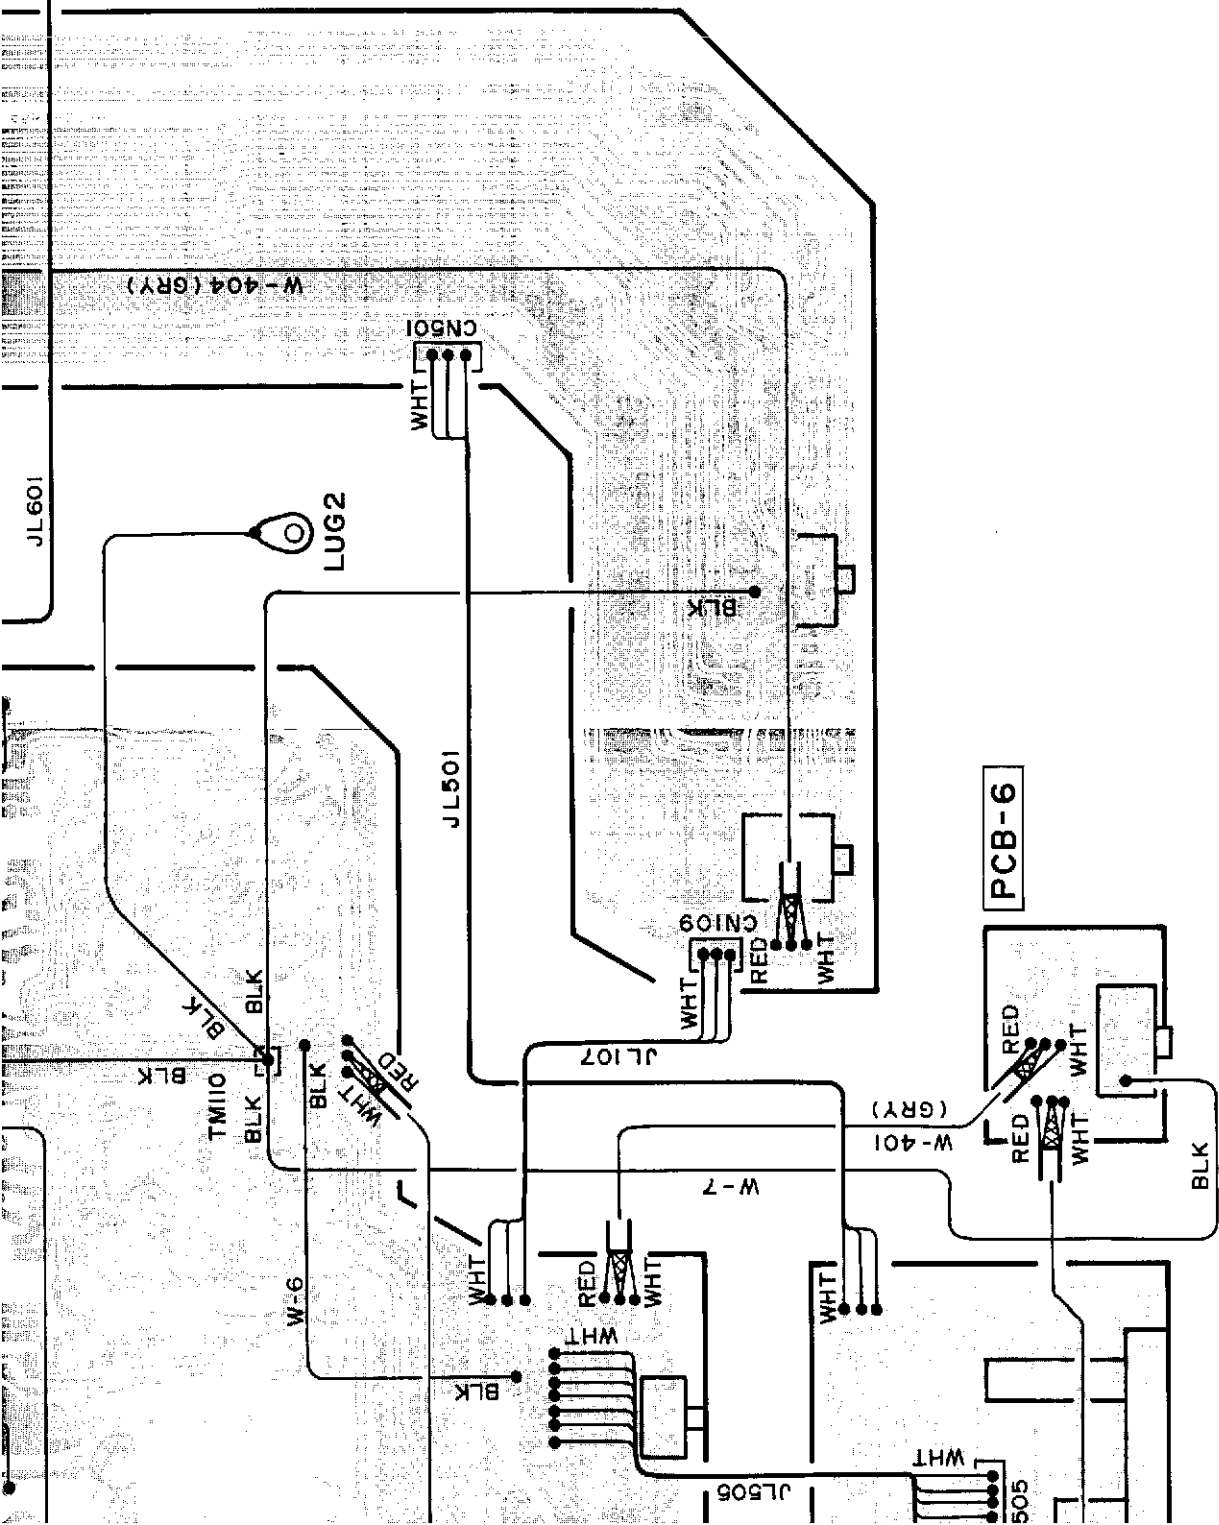 W-404 (GRY)
CN501
WHT
JL601
LUG2
BLK
JL501
PCB-6
CN109
RED
WHT
WHT
BLK
BLK
JL107
RED
WHT
BLK
TM110
BLK
BLK
RED
WHT
(GRY)
W-401
RED
WHT
BLK
W-7
W-6
WHT
RED
WHT
WHT
WHT
BLK
WHT
JL505
505